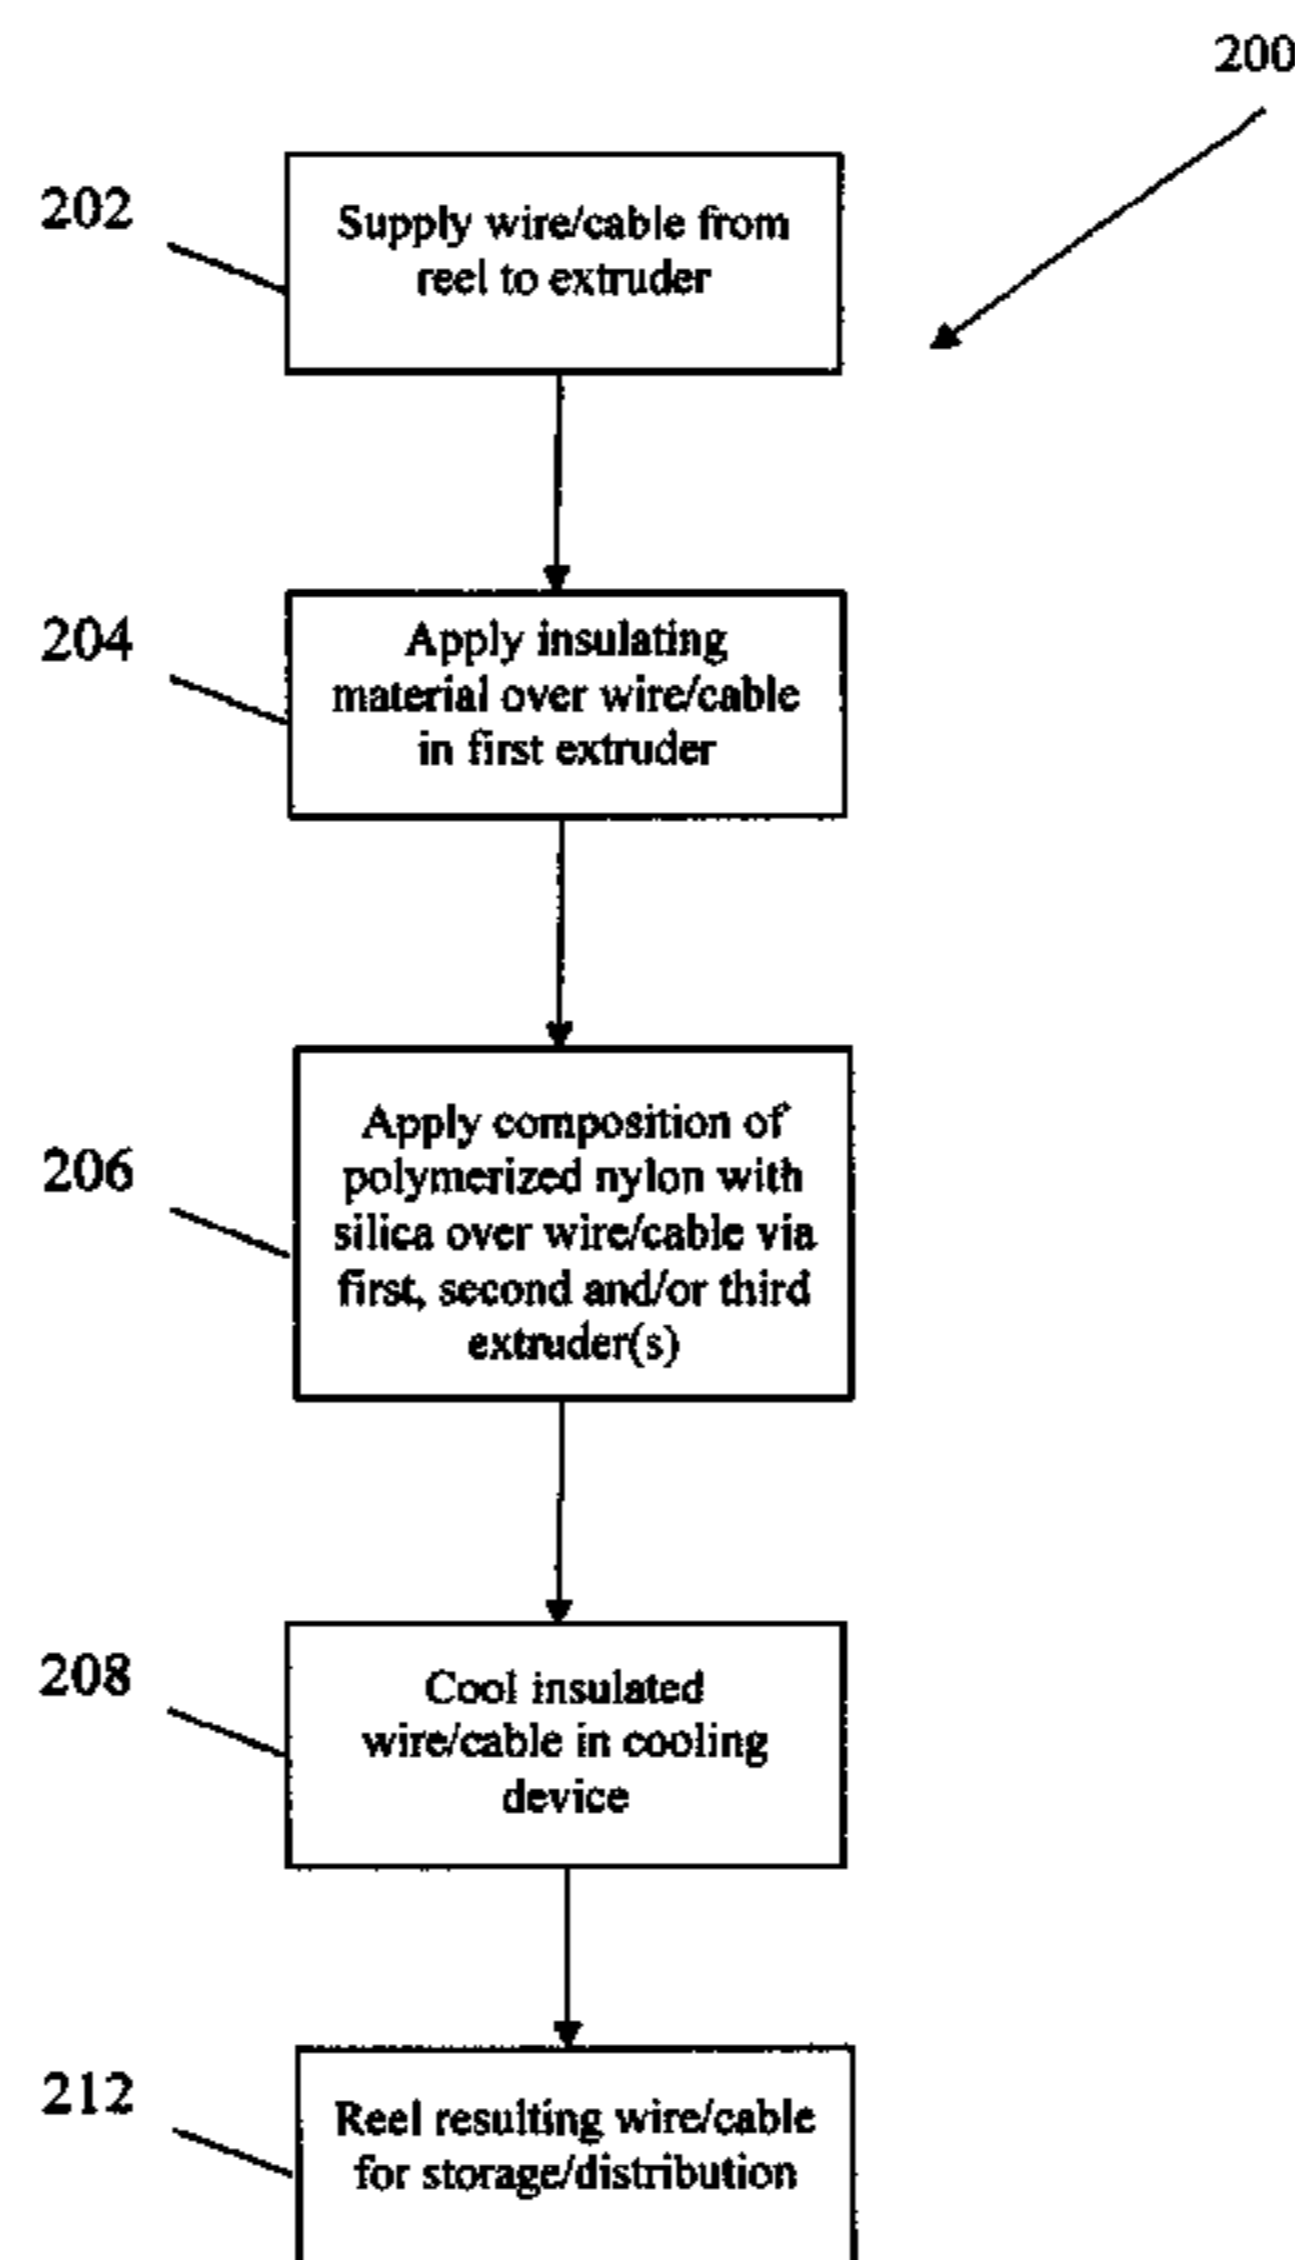 200
202
Supply wire/cable from
reel to extruder
204
Apply insulating
material over wire/cable
in first extruder
206
Apply composition of
polymerized nylon with
silica over wire/cable via
first, second and/or third
extruder(s)
208
Cool insulated
wire/cable in cooling
device
212
Reel resulting wire/cable
for storage/distribution